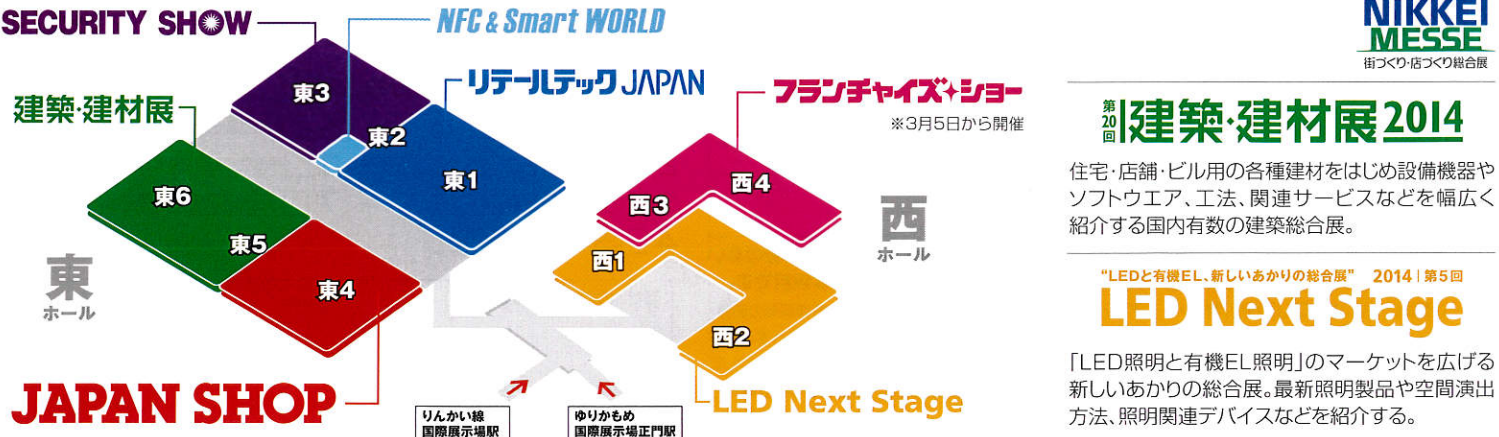 SECURITY SHOW
NFC & Smart WORLD
リテールテック JAPAN
フランチャイズ・ショー
※3月5日から開催
建築・建材展
東3
東2
東1
東6
東5
東4
西4
西3
西1
西2
東
ホール
西
ホール
JAPAN SHOP
LED Next Stage
りんかい線
国際展示場駅
ゆりかもめ
国際展示場正門駅
NIKKEI
MESSE
街づくり・店づくり総合展
第20回 建築・建材展 2014
住宅・店舗・ビル用の各種建材をはじめ設備機器や
ソフトウエア、工法、関連サービスなどを幅広く
紹介する国内有数の建築総合展。
"LEDと有機EL、新しいあかりの総合展" 2014 | 第5回
LED Next Stage
「LED照明と有機EL照明」のマーケットを広げる
新しいあかりの総合展。最新照明製品や空間演出
方法、照明関連デバイスなどを紹介する。